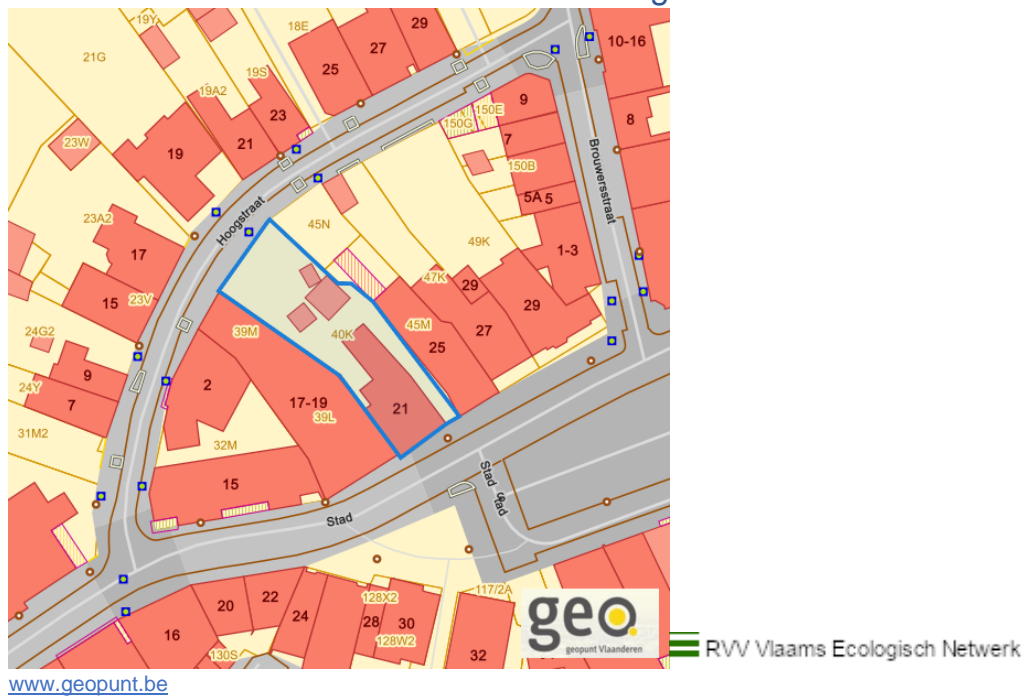 19Y
18E
29
27
10-16
21G
25
19S
19A2
23
9
150E
150G
8
23W
21
7
19
Brouwersstraat
150B
5A 5
Hoogstraat
23A2
45N
49K
17
1-3
47K
29
15
23V
29
24G2
39M
40K
45M
27
25
9
2
24Y
7
17-19
21
39L
31M2
32M
15
Stad
Stad
Stad
117/2A
22
128X2
20
24
28
30
16
128W2
130S
32
geo
geopunt Vlaanderen
RVV Vlaams Ecologisch Netwerk
www.geopunt.be